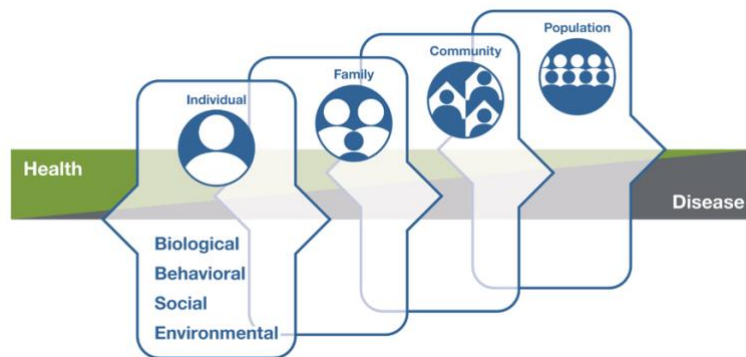 Population
Community
Family
Individual
Health
Disease
Biological
Behavioral
Social
Environmental